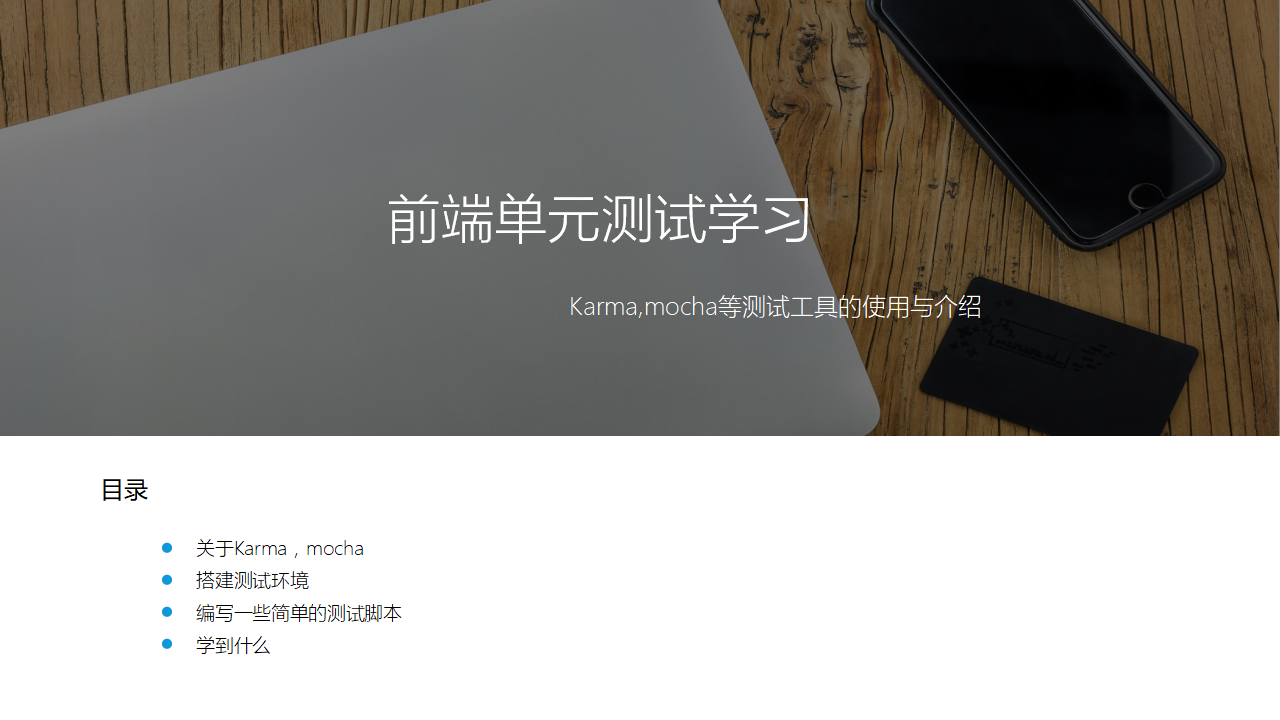 前端单元测试学习
Karma,mocha等测试工具的使用与介绍
目录
关于Karma，mocha
搭建测试环境
编写一些简单的测试脚本
学到什么